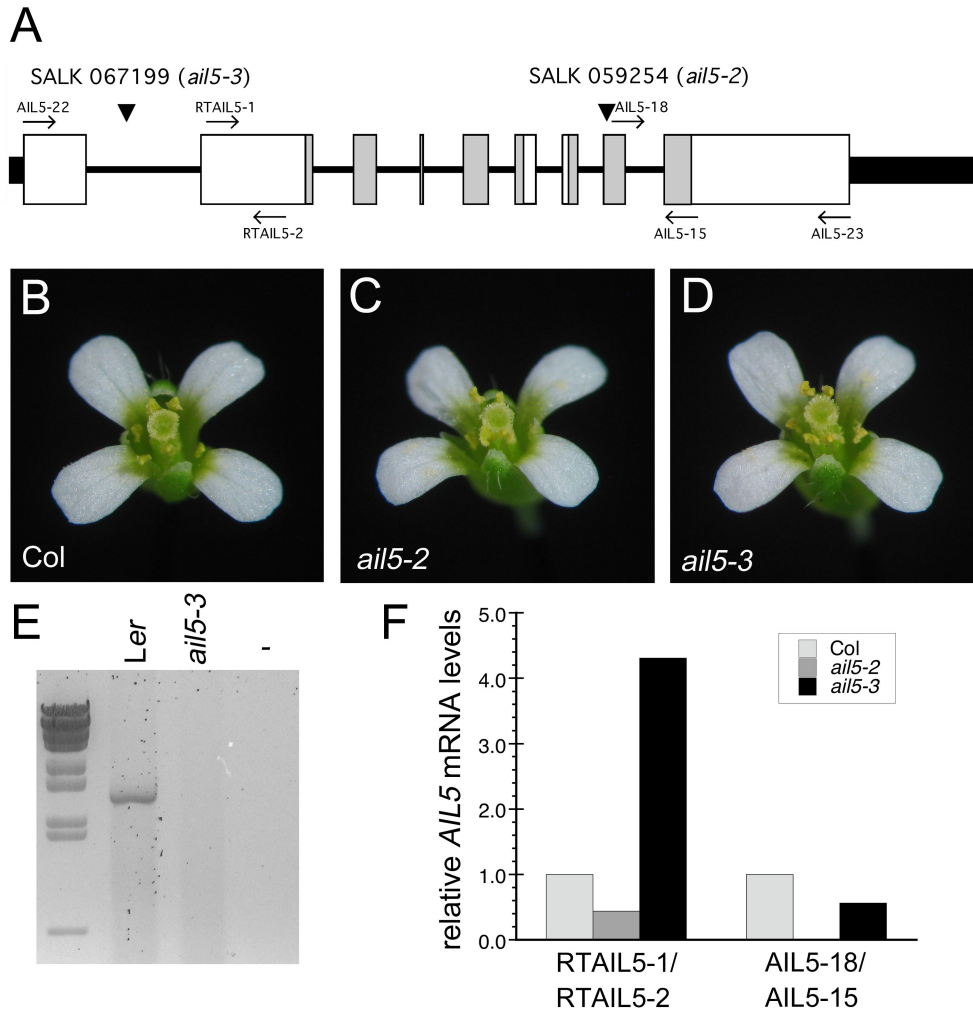 A
SALK 067199 (ail5-3)
SALK 059254 (ail5-2)
AIL5-22
RTAIL5-1
AIL5-18
RTAIL5-2
AIL5-15
AIL5-23
B
C
D
Col
ail5-2
ail5-3
E
Ler
ail5-3
-
F
relative AIL5 mRNA levels
5.0
4.0
3.0
2.0
1.0
0.0
Col
ail5-2
ail5-3
RTAIL5-1/
RTAIL5-2
AIL5-18/
AIL5-15